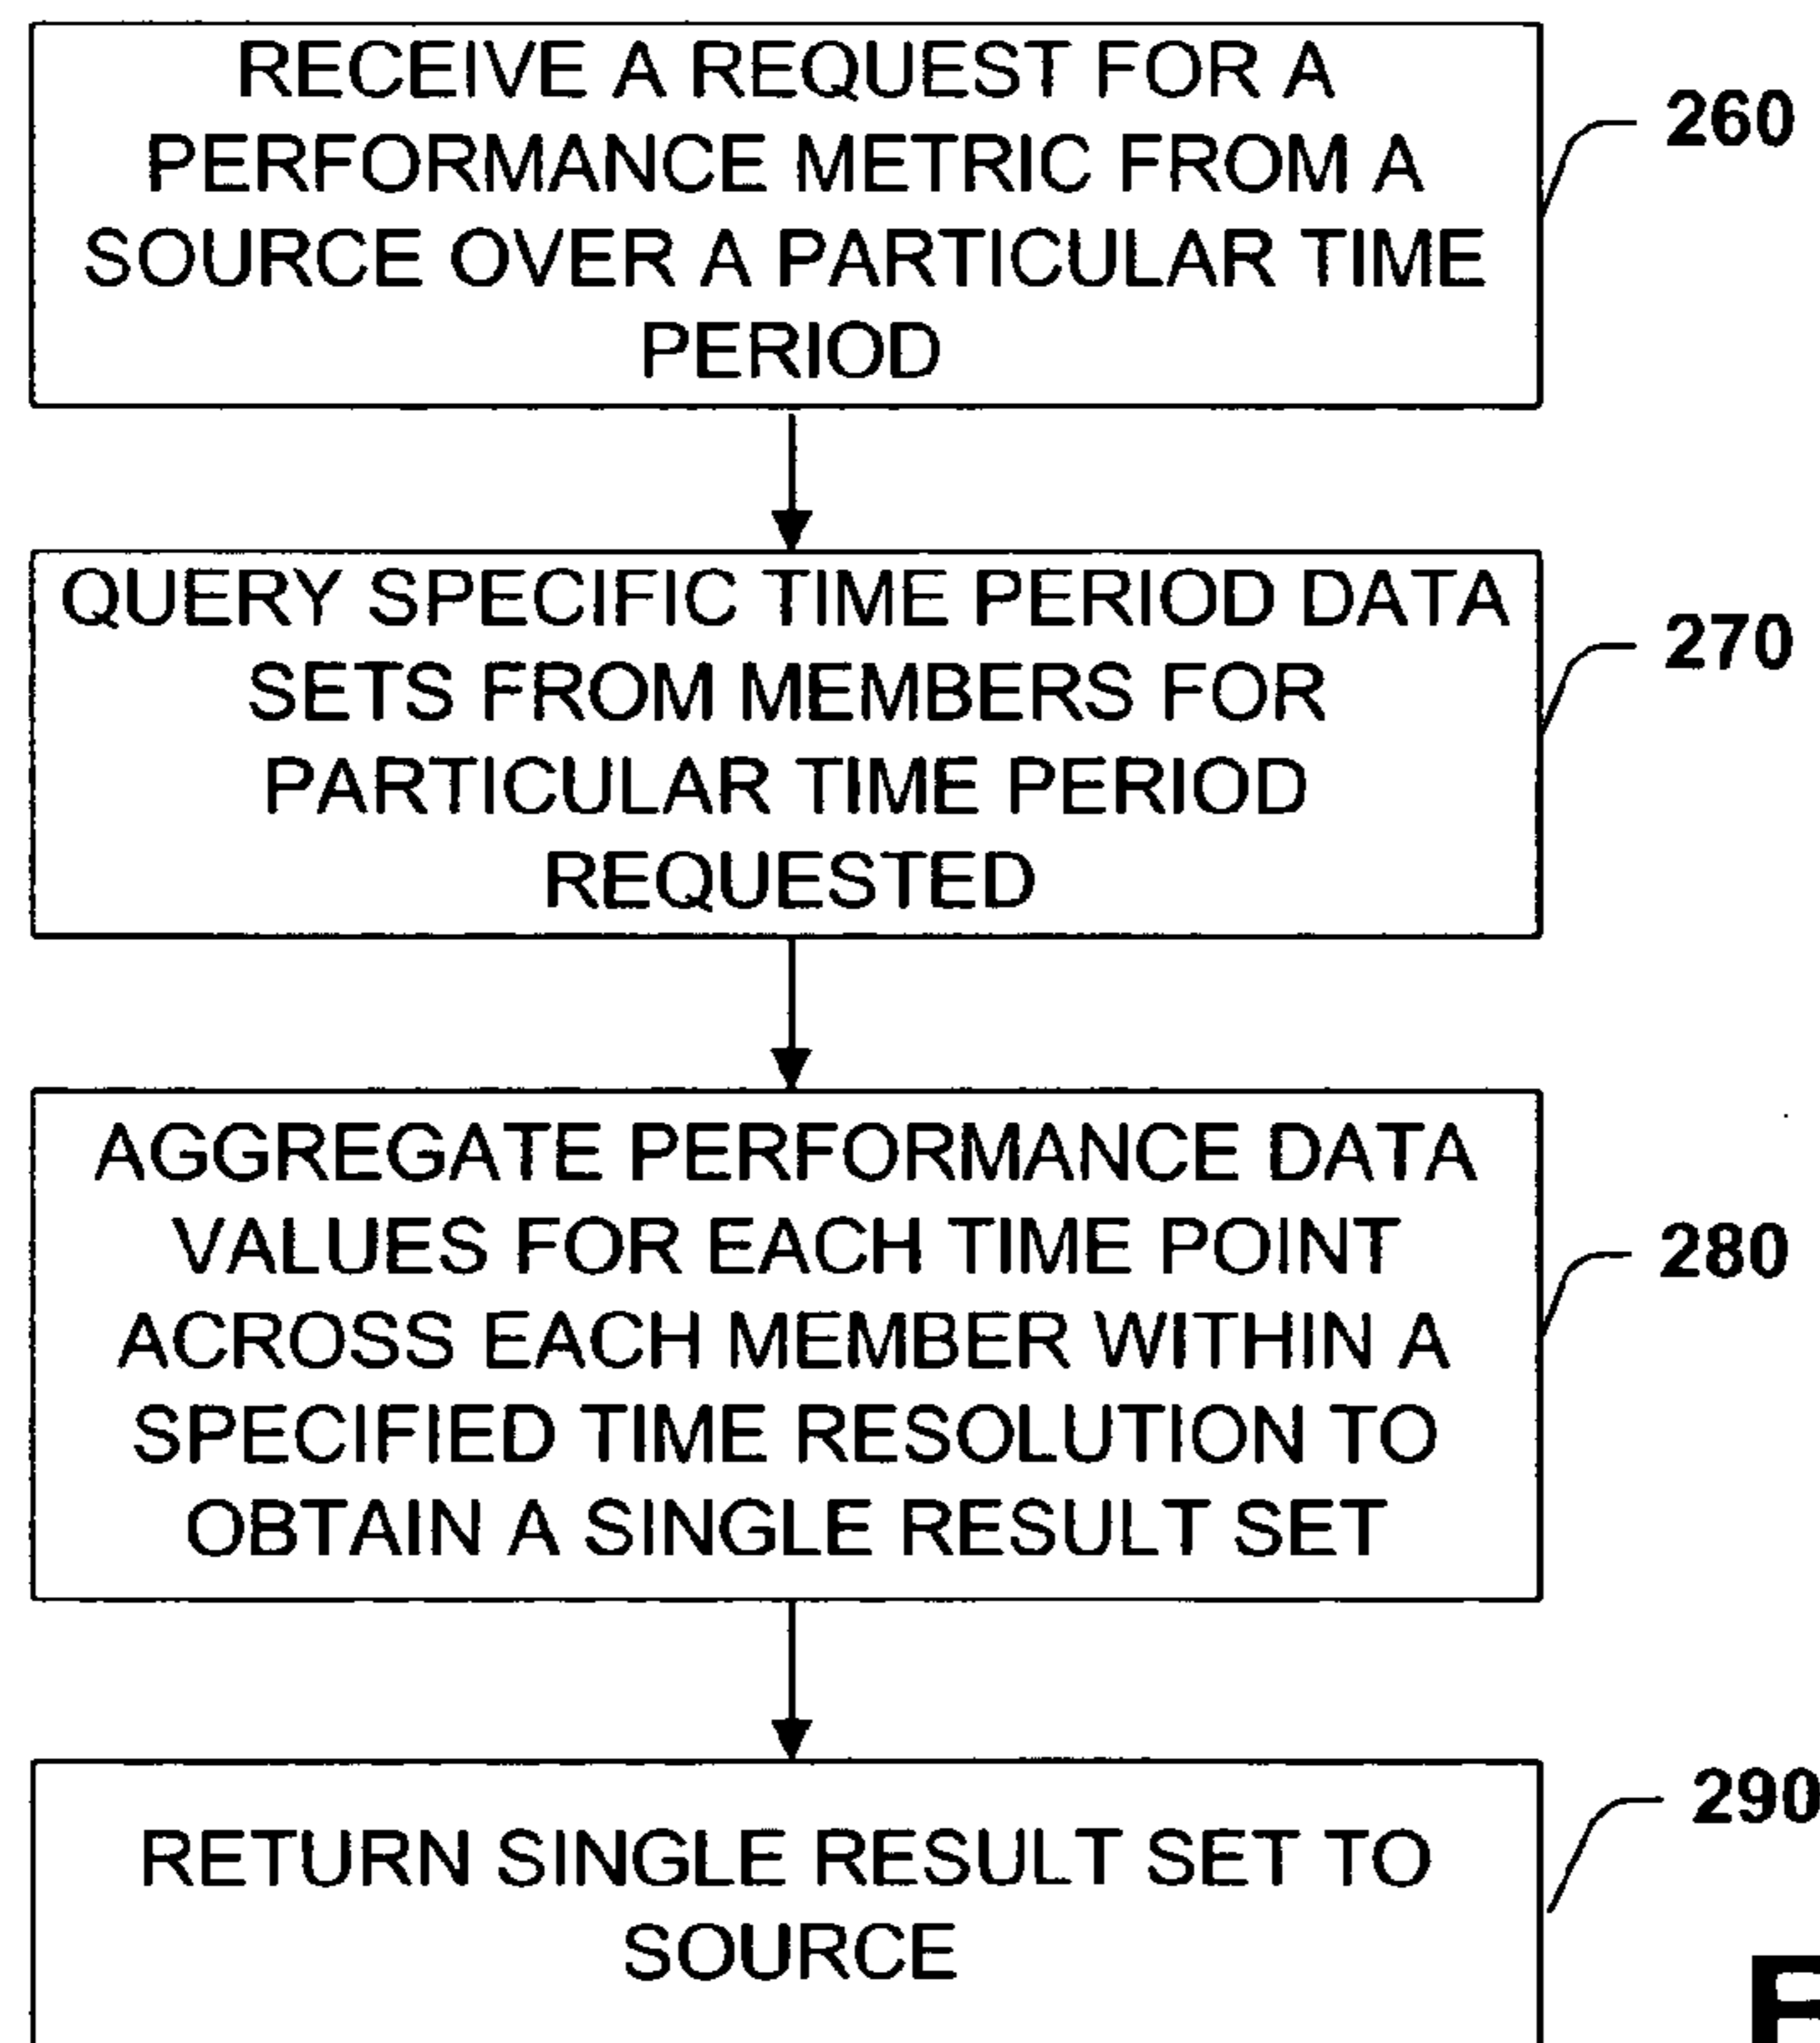 RECEIVE A REQUEST FOR A
PERFORMANCE METRIC FROM A
SOURCE OVER A PARTICULAR TIME
PERIOD
260
QUERY SPECIFIC TIME PERIOD DATA
SETS FROM MEMBERS FOR
PARTICULAR TIME PERIOD
REQUESTED
270
AGGREGATE PERFORMANCE DATA
VALUES FOR EACH TIME POINT
ACROSS EACH MEMBER WITHIN A
SPECIFIED TIME RESOLUTION TO
OBTAIN A SINGLE RESULT SET
280
RETURN SINGLE RESULT SET TO
SOURCE
290